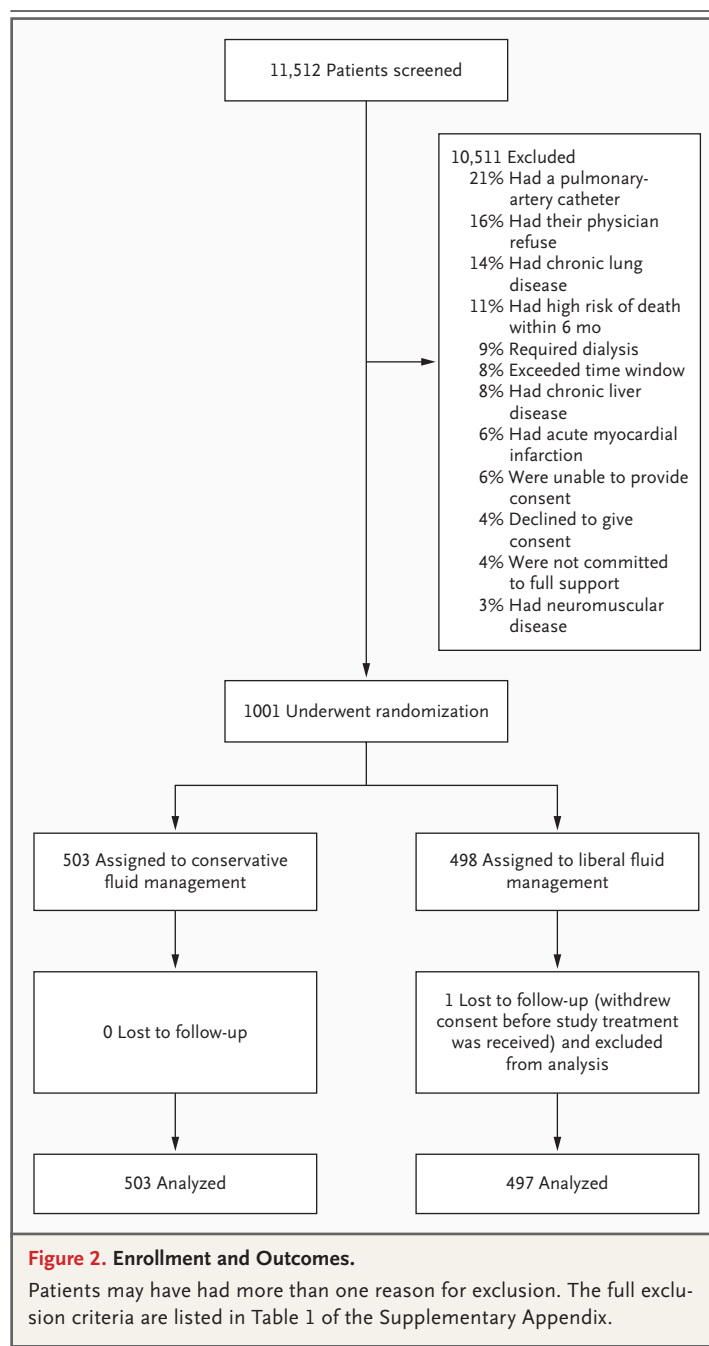 11,512 Patients screened
10,511 Excluded
21% Had a pulmonary-
artery catheter
16% Had their physician
refuse
14% Had chronic lung
disease
11% Had high risk of death
within 6 mo
9% Required dialysis
8% Exceeded time window
8% Had chronic liver
disease
6% Had acute myocardial
infarction
6% Were unable to provide
consent
4% Declined to give
consent
4% Were not committed
to full support
3% Had neuromuscular
disease
1001 Underwent randomization
503 Assigned to conservative
fluid management
498 Assigned to liberal fluid
management
0 Lost to follow-up
1 Lost to follow-up (withdrew
consent before study treatment
was received) and excluded
from analysis
503 Analyzed
497 Analyzed
Figure 2. Enrollment and Outcomes.
Patients may have had more than one reason for exclusion. The full exclu-
sion criteria are listed in Table 1 of the Supplementary Appendix.